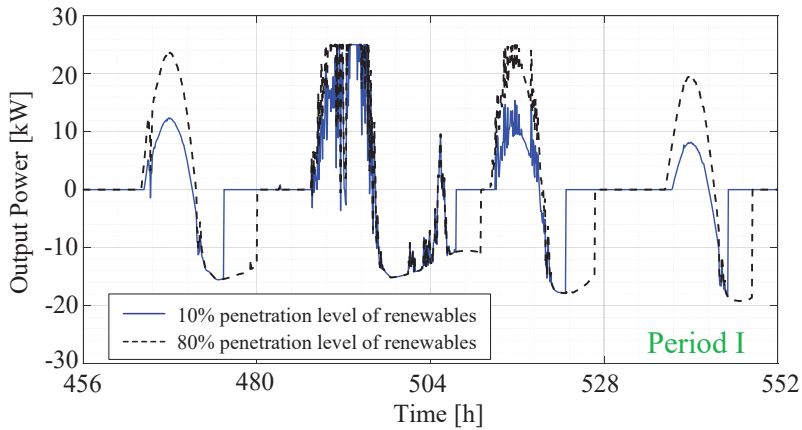 30
20
10
0
-10
-20
-30
Output Power [kW]
10% penetration level of renewables
80% penetration level of renewables
Period I
456
480
504
528
552
Time [h]